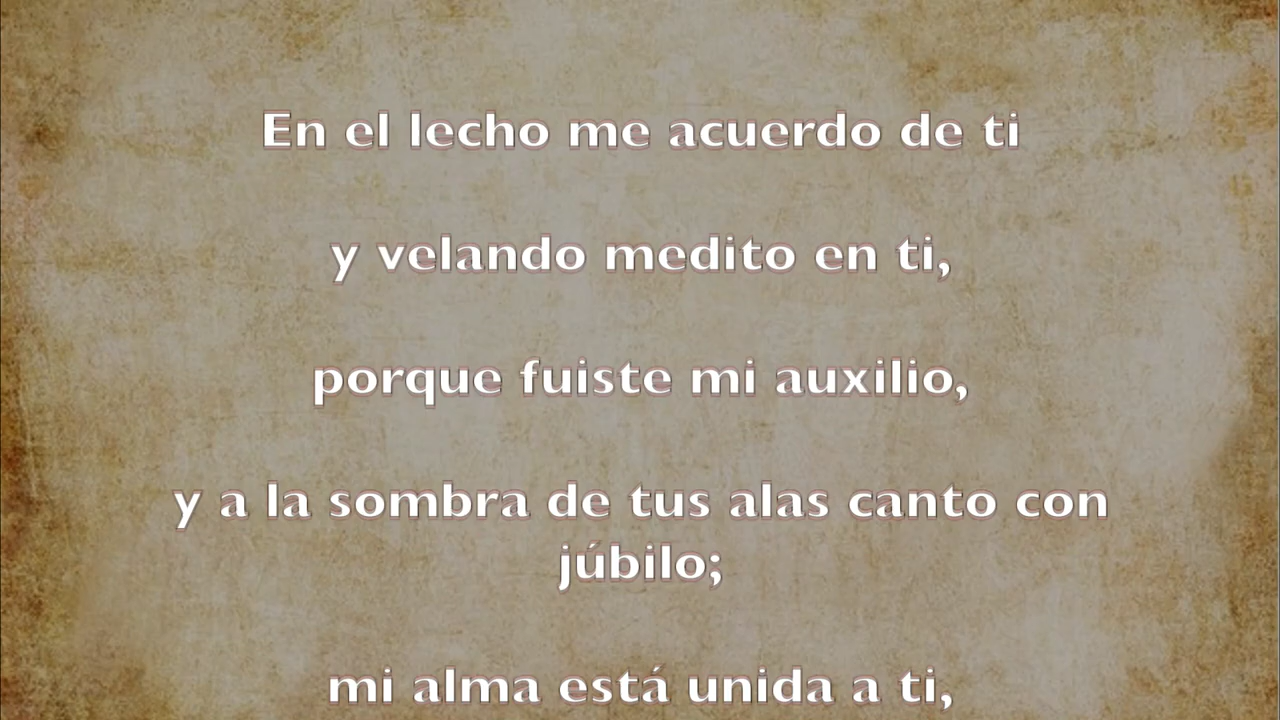 En el lecho me acuerdo de ti
y velando medito en ti,
porque fuiste mi auxilio,
y a la sombra de tus alas canto con
júbilo;
mi alma está unida a ti,